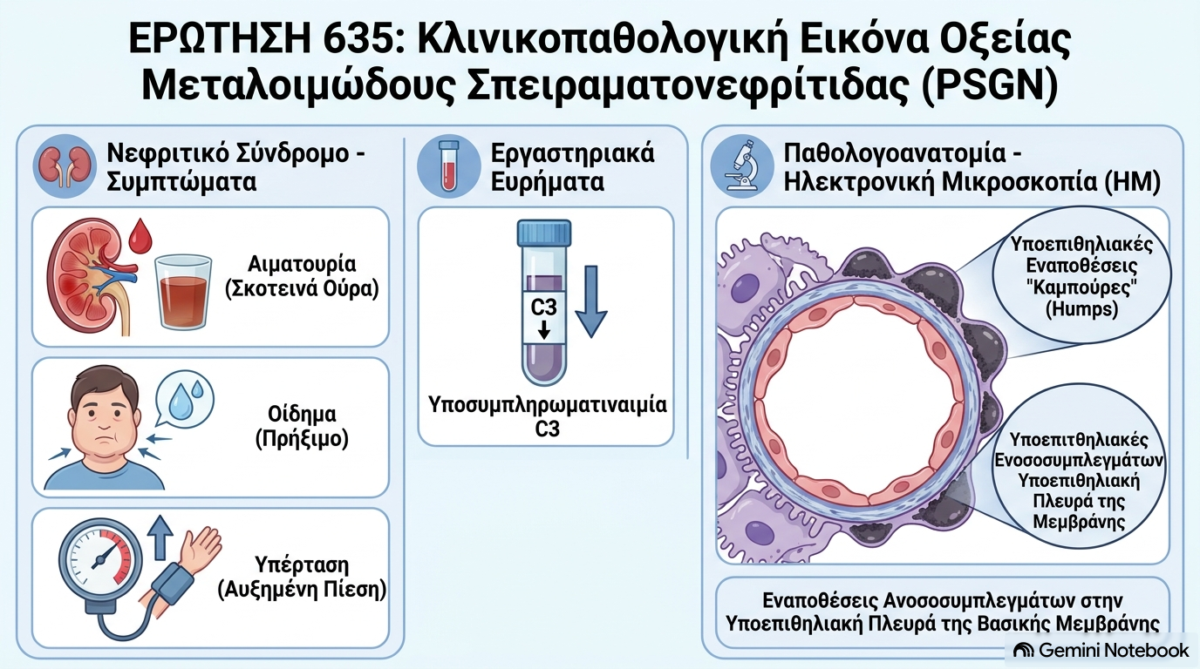 ΕΡΩΤΗΣΗ 635: Κλινικοπαθολογική Εικόνα Οξείας
Μεταλοιμώδους Σπειραματονεφρίτιδας (PSGN)
Νεφριτικό Σύνδρομο -
Συμπτώματα
Αιματουρία
(Σκοτεινά Ούρα)
Οίδημα
(Πρήξιμο)
Υπέρταση
(Αυξημένη Πίεση)
Εργαστηριακά
Ευρήματα
C3
Υποσυμπληρωματιναιμία
C3
Παθολογοανατομία -
Ηλεκτρονική Μικροσκοπία (ΗΜ)
Υποεπιθηλιακές
Εναποθέσεις
"Καμπούρες"
(Humps)
Υποεπιτθηλιακές
Ενοσοσυμπλεγμάτων
Υποεπιθηλιακή
Πλευρά της
Μεμβράνης
Εναποθέσεις Ανοσοσυμπλεγμάτων στην
Υποεπιθηλιακή Πλευρά της Βασικής Μεμβράνης
Gemini Notebook